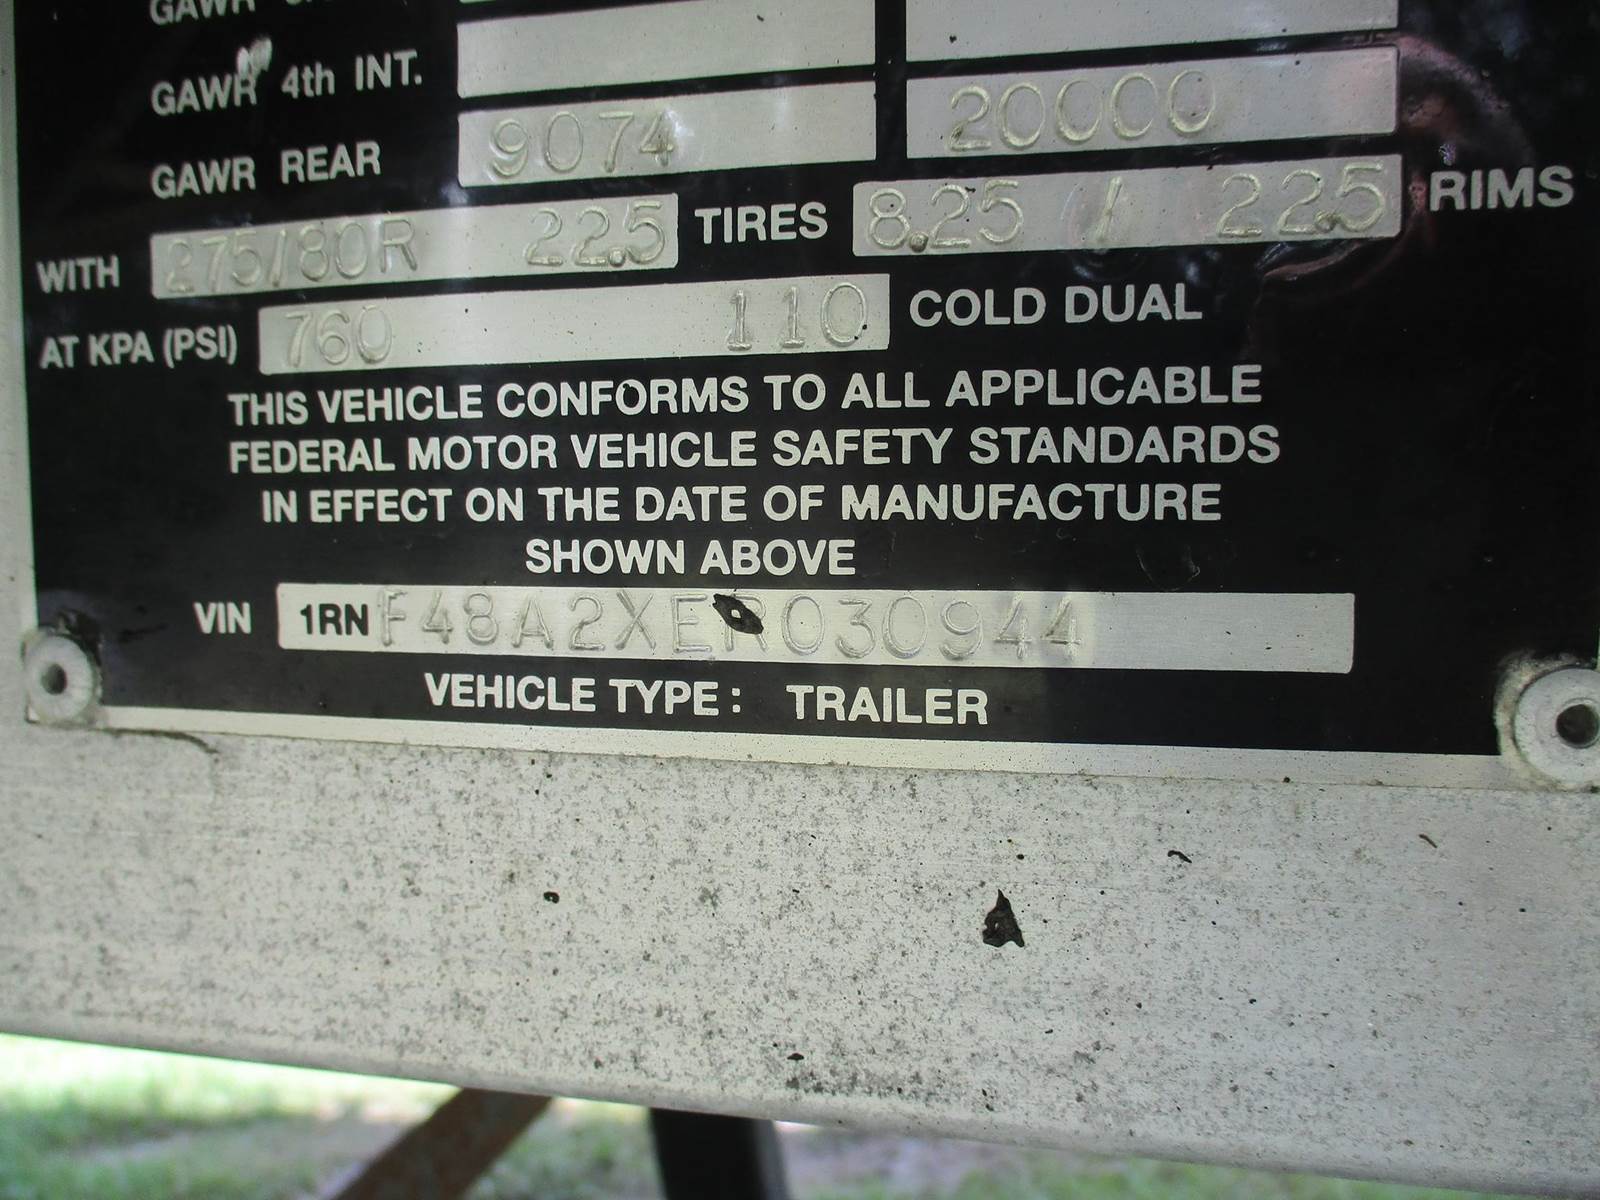 GAWR
GAWR 4th INT.
GAWR REAR 9074 20000
WITH 275/80R 22.5 TIRES 8.25 / 22.5 RIMS
AT KPA (PSI) 760 110 COLD DUAL
THIS VEHICLE CONFORMS TO ALL APPLICABLE
FEDERAL MOTOR VEHICLE SAFETY STANDARDS
IN EFFECT ON THE DATE OF MANUFACTURE
SHOWN ABOVE
VIN 1RNF48A2XER030944
VEHICLE TYPE: TRAILER